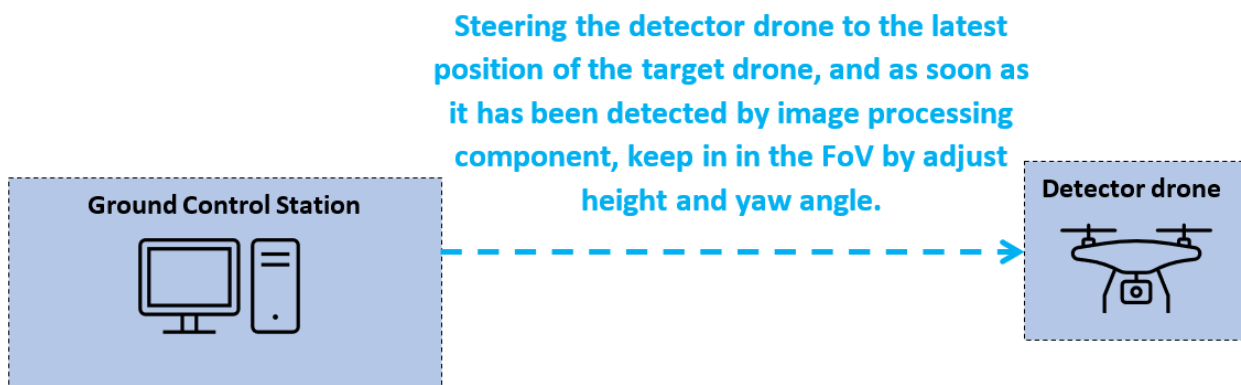 Steering the detector drone to the latest
position of the target drone, and as soon as
it has been detected by image processing
component, keep in in the FoV by adjust
height and yaw angle.
Ground Control Station
Detector drone